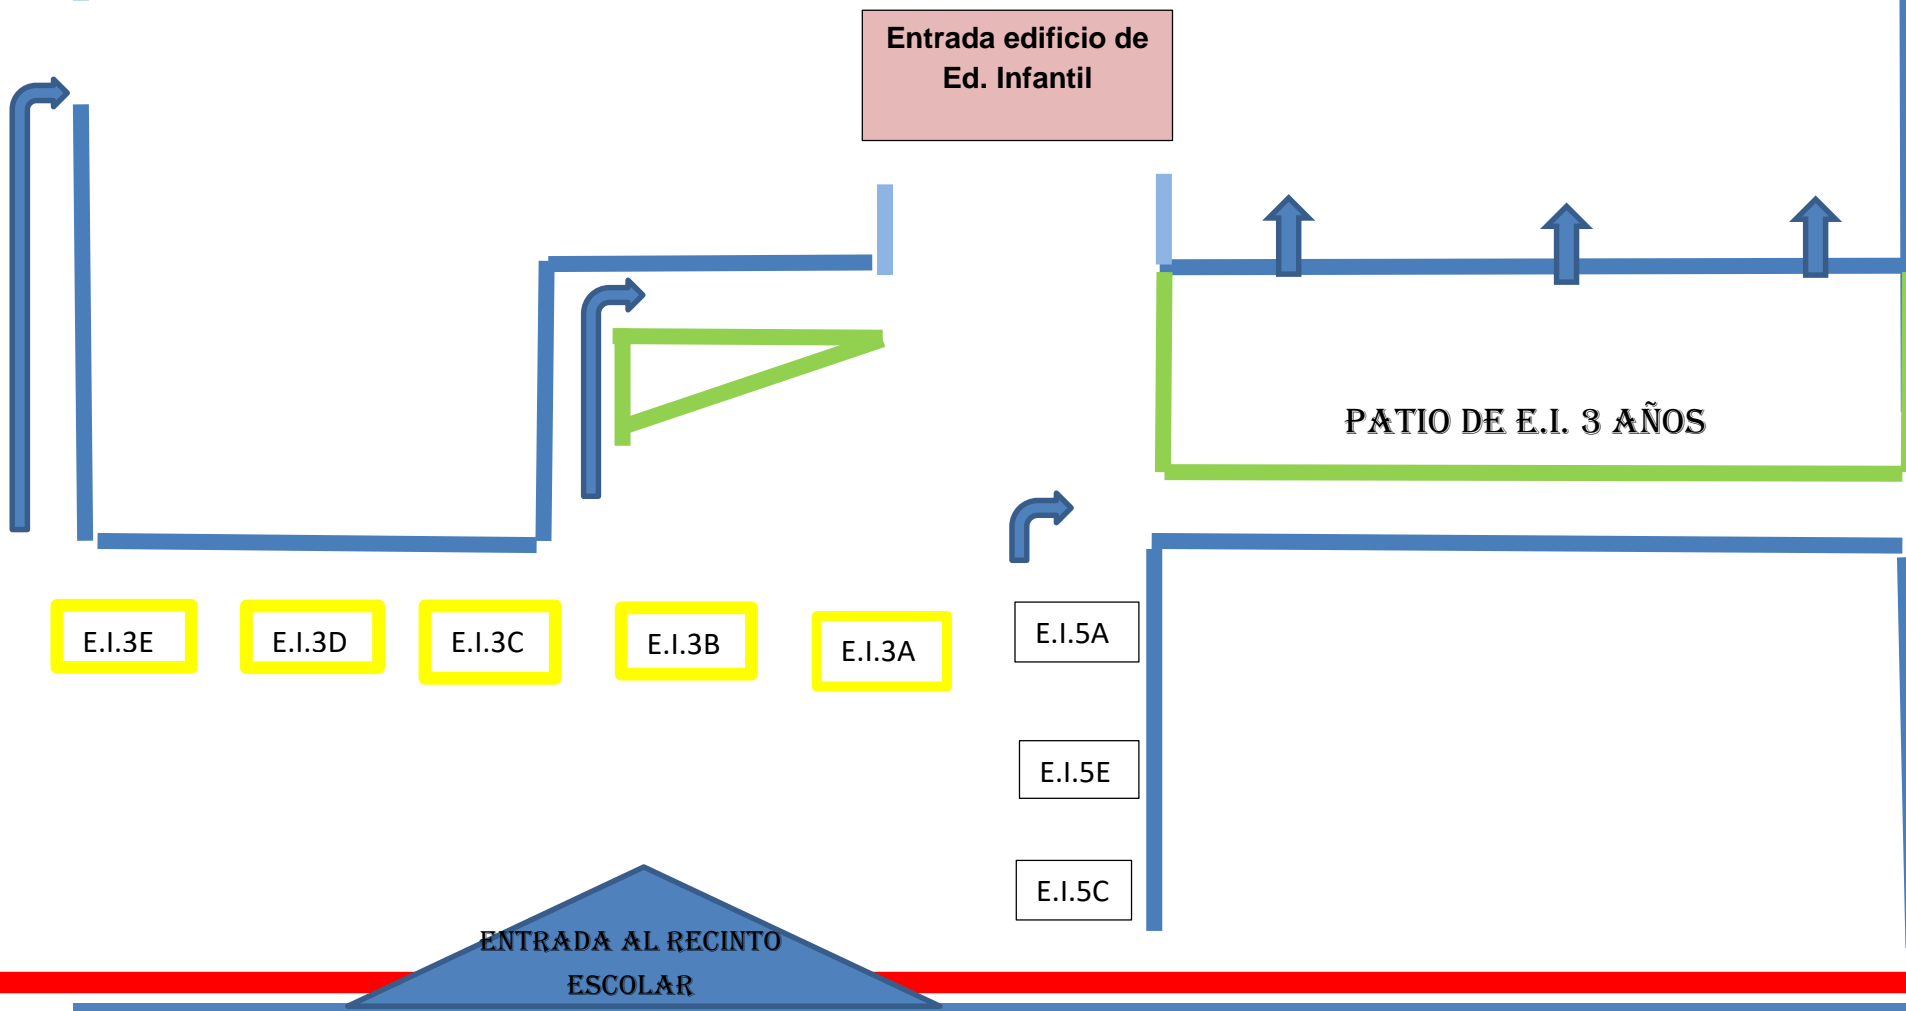 Entrada edificio de
Ed. Infantil
PATIO DE E.I. 3 AÑOS
E.I.3E
E.I.3D
E.I.3C
E.I.3B
E.I.3A
E.I.5A
E.I.5E
E.I.5C
ENTRADA AL RECINTO
ESCOLAR